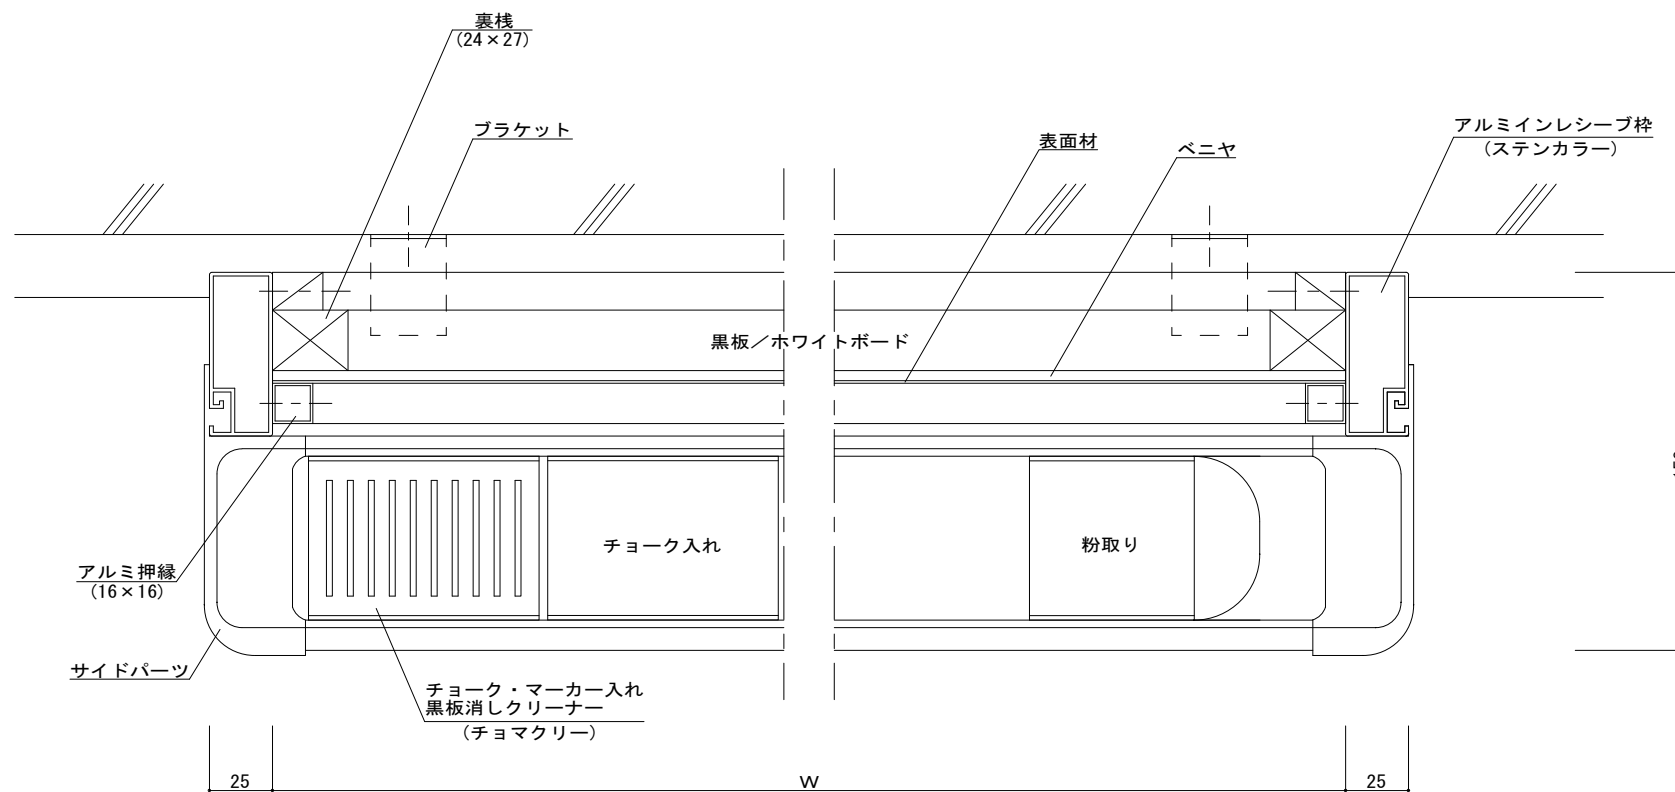 裏桟
(24×27)
ブラケット
表面材
ベニヤ
アルミインレシーブ枠
(ステンカラー)
黒板／ホワイトボード
チョーク入れ
粉取り
アルミ押縁
(16×16)
サイドパーツ
チョーク・マーカー入れ
黒板消しクリーナー
(チョマクリー)
25
W
25